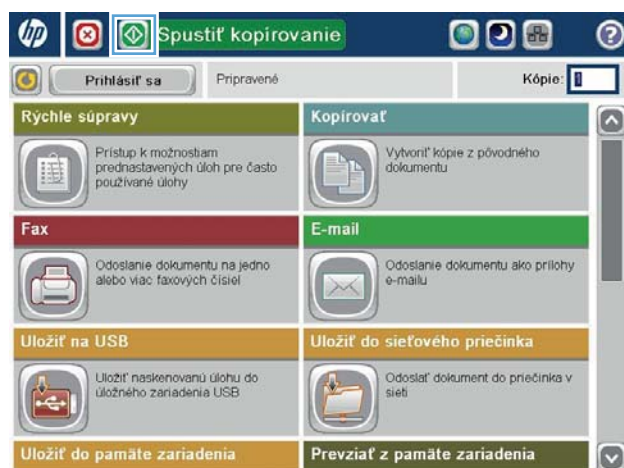 hp Spustiť kopírovanie ?
Prihlásiť sa Pripravené Kópie: 1
Rýchle súpravy Kopírovať
Prístup k možnostiam
prednastavených úloh pre často
používané úlohy
Vytvoriť kópie z pôvodného
dokumentu
Fax E-mail
Odoslanie dokumentu na jedno
alebo viac faxových čísiel
Odoslanie dokumentu ako prílohy
e-mailu
Uložiť na USB Uložiť do sieťového priečinka
Uložiť naskenovanú úlohu do
úložného zariadenia USB
Odoslať dokument do priečinka v
sieti
Uložiť do pamäte zariadenia Prevziať z pamäte zariadenia